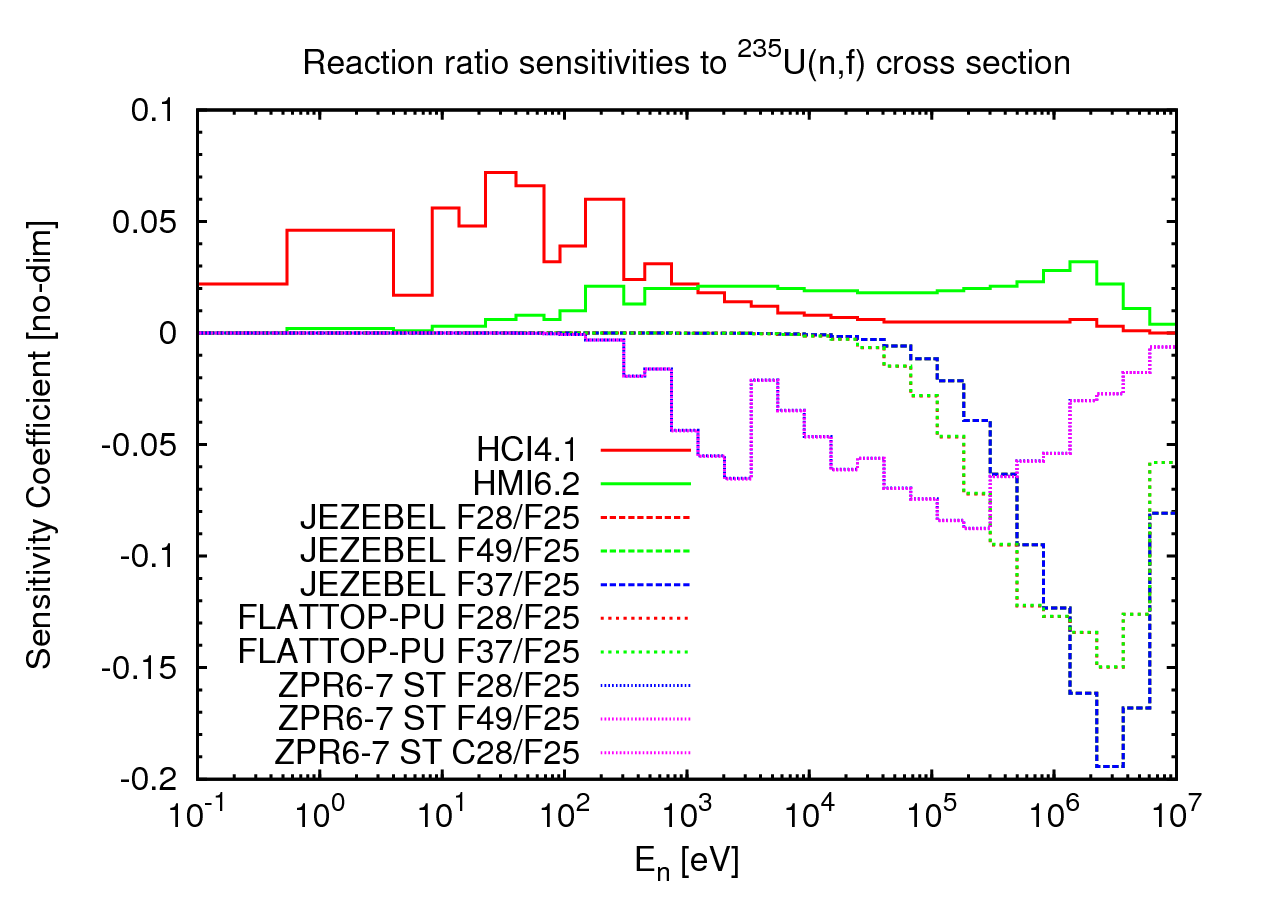 Reaction ratio sensitivities to ²³⁵U(n,f) cross section
0.1
0.05
0
-0.05
-0.1
-0.15
-0.2
Sensitivity Coefficient [no-dim]
HCI4.1
HMI6.2
JEZEBEL F28/F25
JEZEBEL F49/F25
JEZEBEL F37/F25
FLATTOP-PU F28/F25
FLATTOP-PU F37/F25
ZPR6-7 ST F28/F25
ZPR6-7 ST F49/F25
ZPR6-7 ST C28/F25
10⁻¹ 10⁰ 10¹ 10² 10³ 10⁴ 10⁵ 10⁶ 10⁷
Eₙ [eV]